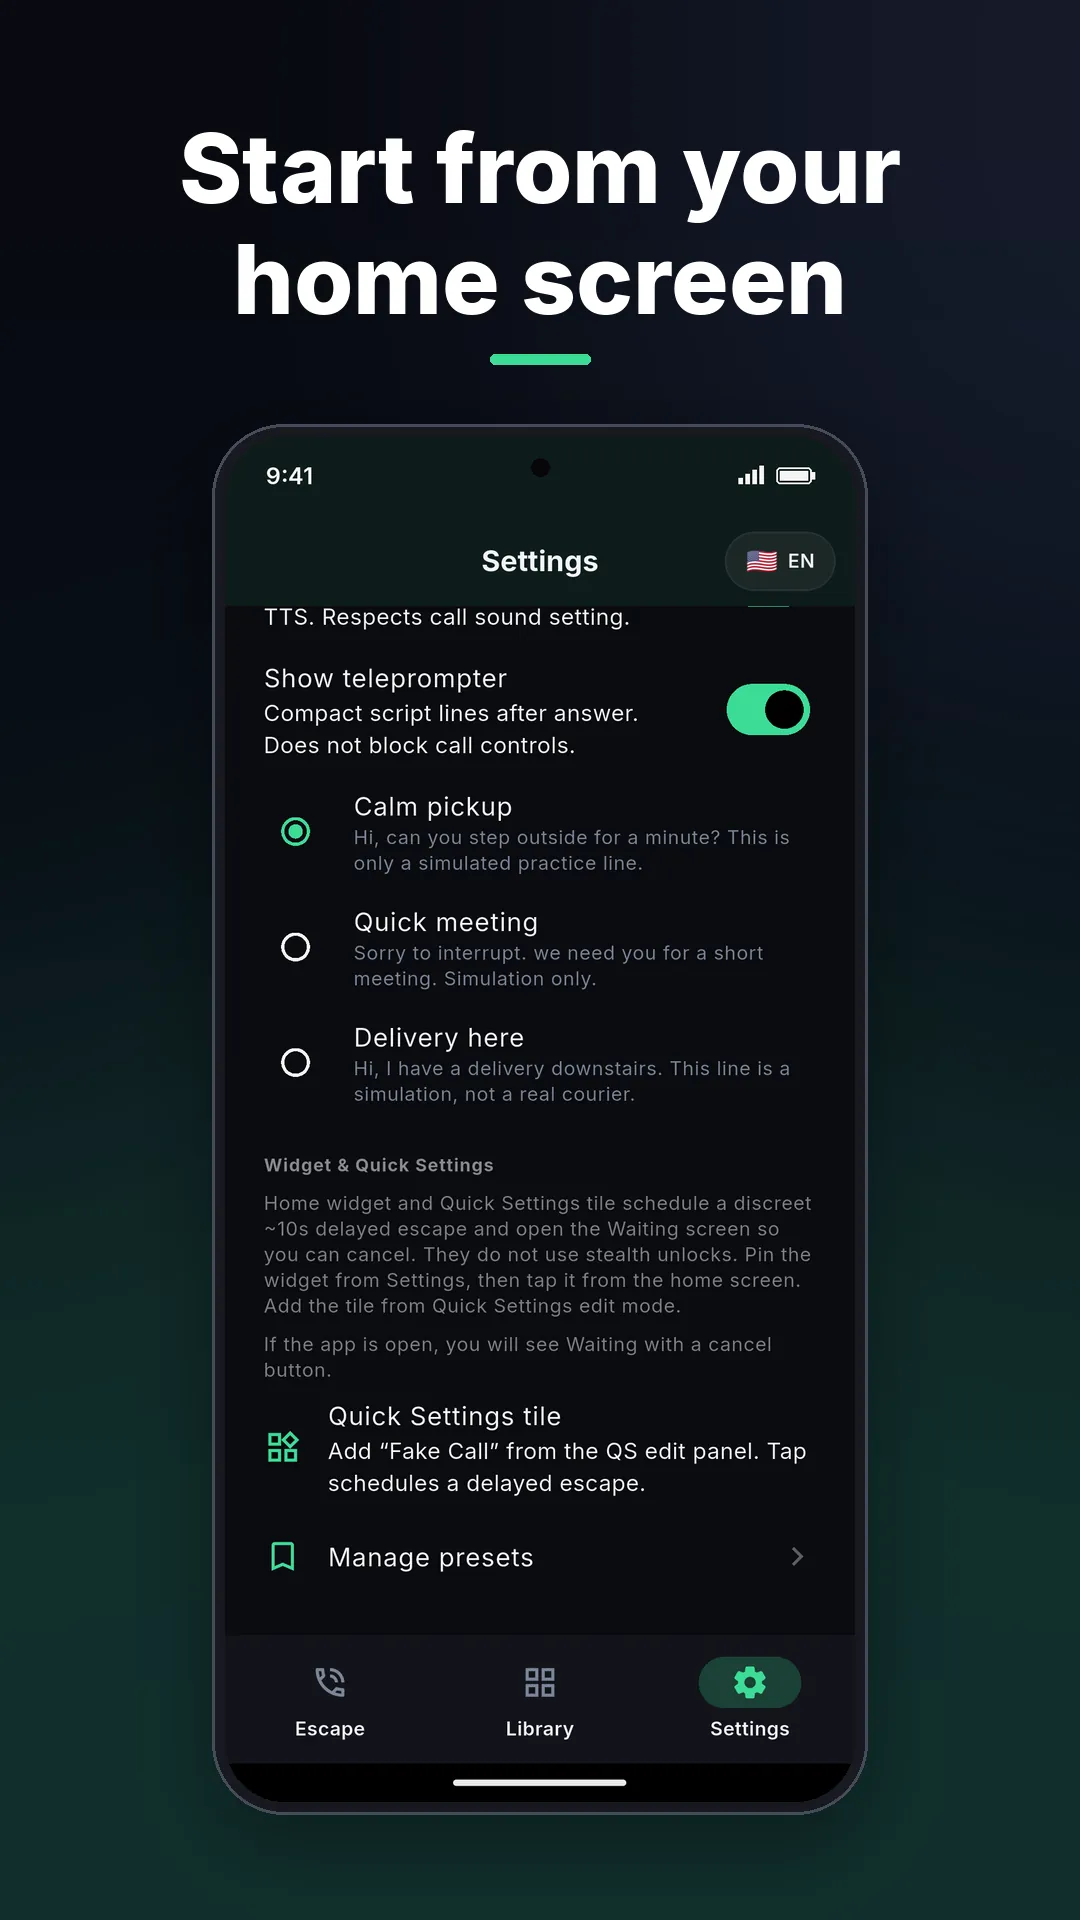 Start from your
home screen
9:41
Settings
EN
TTS. Respects call sound setting.
Show teleprompter
Compact script lines after answer.
Does not block call controls.
Calm pickup
Hi, can you step outside for a minute? This is
only a simulated practice line.
Quick meeting
Sorry to interrupt. we need you for a short
meeting. Simulation only.
Delivery here
Hi, I have a delivery downstairs. This line is a
simulation, not a real courier.
Widget & Quick Settings
Home widget and Quick Settings tile schedule a discreet
~10s delayed escape and open the Waiting screen so
you can cancel. They do not use stealth unlocks. Pin the
widget from Settings, then tap it from the home screen.
Add the tile from Quick Settings edit mode.
If the app is open, you will see Waiting with a cancel
button.
Quick Settings tile
Add “Fake Call” from the QS edit panel. Tap
schedules a delayed escape.
Manage presets
Escape
Library
Settings